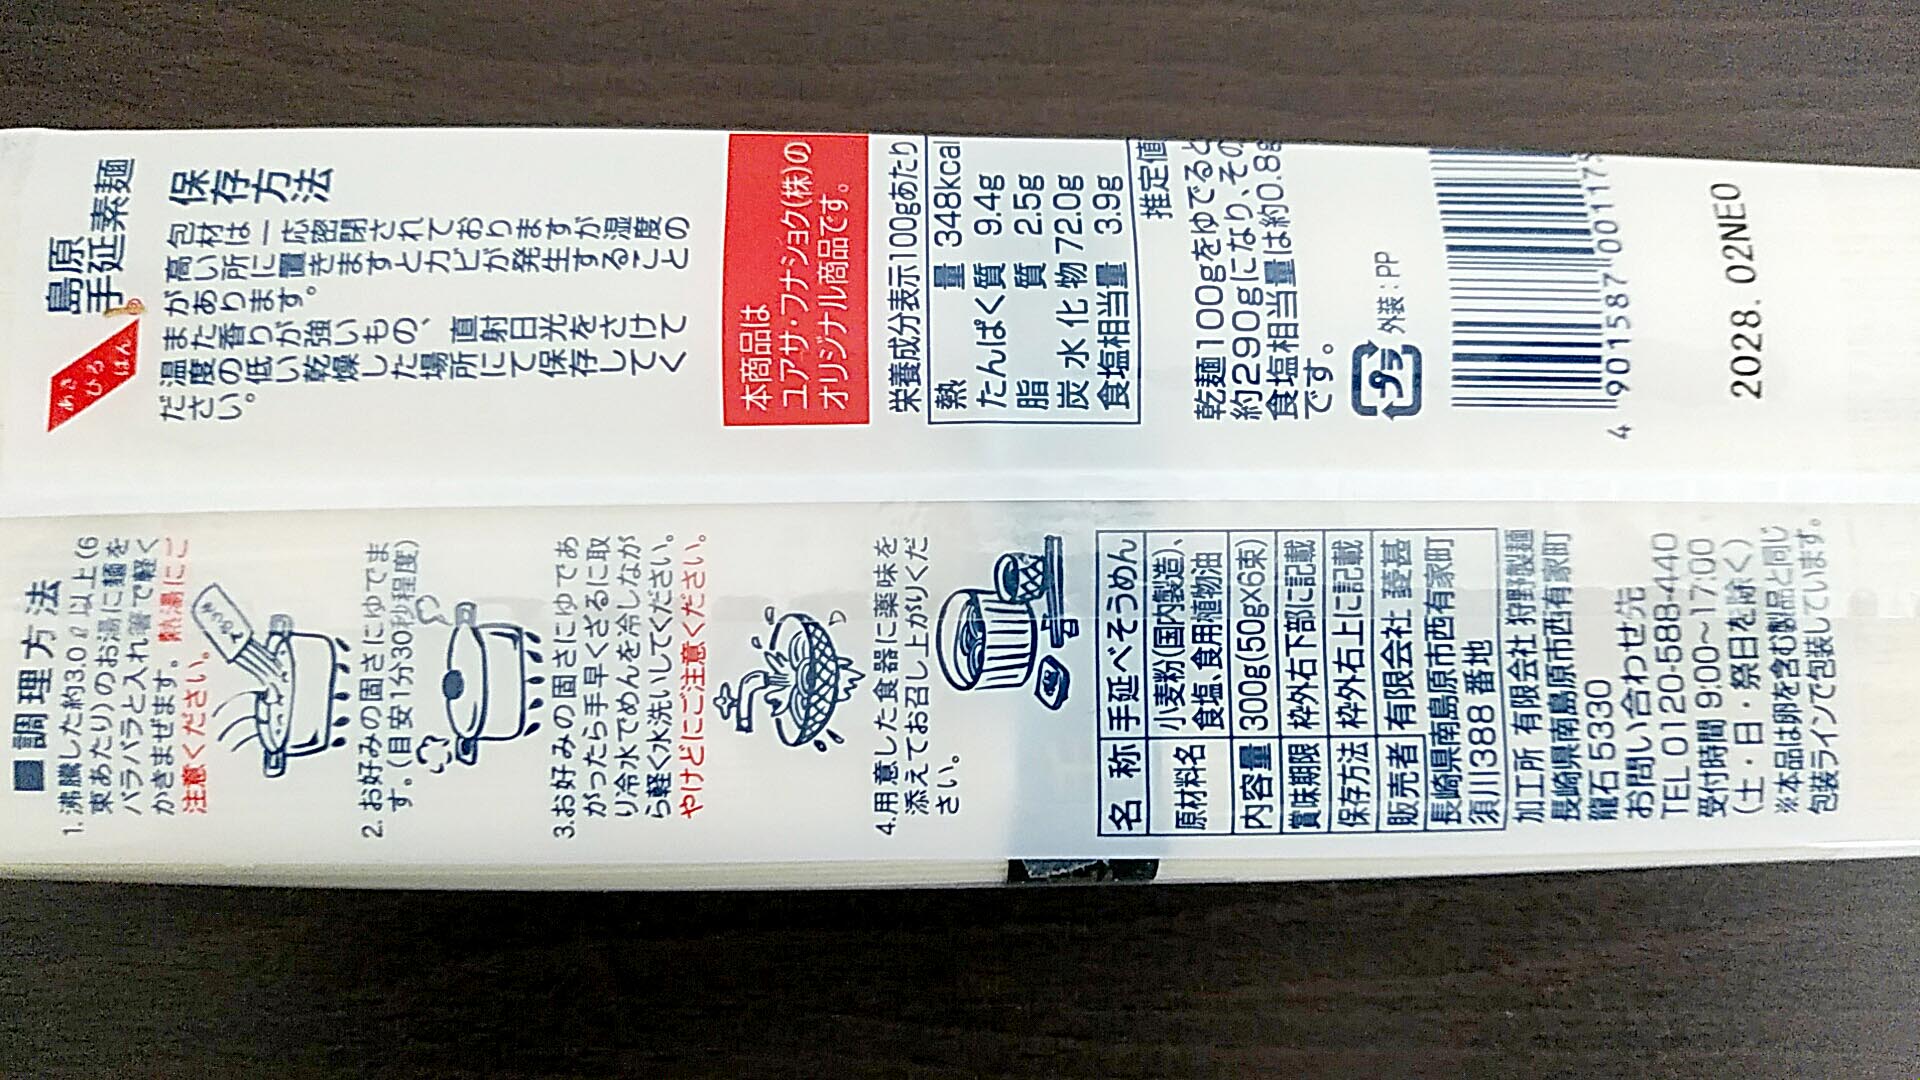 あさ
ひろ
はん
島原
手延素麺
保存方法
包材は一応密閉されておりますが湿度の
高い所に置きますとカビが発生すること
があります。
また香りが強いもの、直射日光をさけて
温度の低い乾燥した場所にて保存してく
ださい。
本商品は
ユアサ・フナショク(株)の
オリジナル商品です。
栄養成分表示100gあたり
熱量 348kcal
たんぱく質 9.4g
脂質 2.5g
炭水化物 72.0g
食塩相当量 3.9g
推定値
乾麺100gをゆでると
約290gになり、その
食塩相当量は約0.8g
です。
プラ
外装:PP
4 901587 00117
2028. 02NE0
■調理方法
1.沸騰した約3.0ℓ以上(6
束あたり)のお湯に麺を
パラパラと入れ箸で軽く
かきまぜます。熱湯にご
注意ください。
2.お好みの固さにゆでま
す。(目安1分30秒程度)
3.お好みの固さにゆであ
がったら手早くざるに取
り冷水でめんを冷しなが
ら軽く水洗いしてください。
やけどにご注意ください。
4.用意した食器に薬味を
添えてお召し上がりくだ
さい。
名称 手延べそうめん
原材料名 小麦粉(国内製造)、
食塩、食用植物油
内容量 300g(50g×6束)
賞味期限 枠外右下部に記載
保存方法 枠外右上に記載
販売者 有限会社 菱甚
長崎県南島原市西有家町
須川388番地
加工所 有限会社 狩野製麺
長崎県南島原市西有家町
龍石5330
お問い合わせ先
TEL 0120-588-440
受付時間 9:00~17:00
(土・日・祭日を除く)
※本品は卵を含む製品と同じ
包装ラインで包装しています。